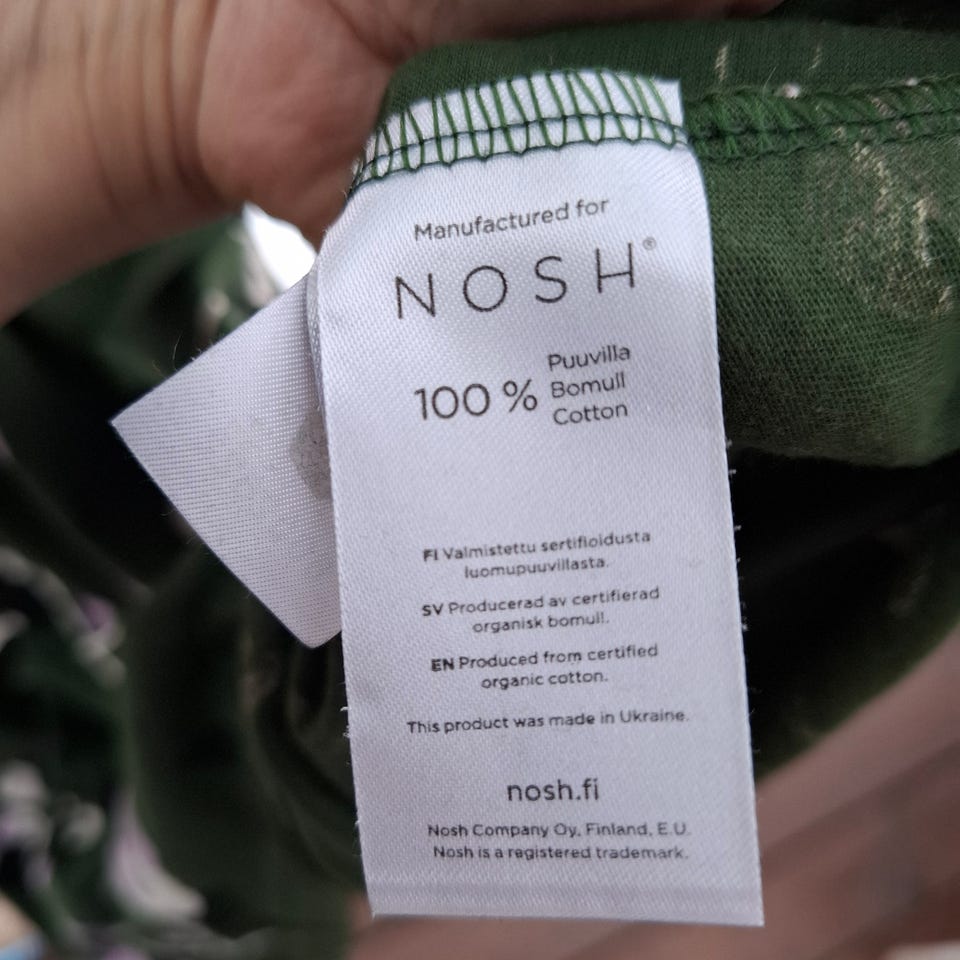 Manufactured for
NOSH®
100 % Puuvilla
Bomull
Cotton
FI Valmistettu sertifioidusta
luomupuuvillasta.
SV Producerad av certifierad
organisk bomull.
EN Produced from certified
organic cotton.
This product was made in Ukraine.
nosh.fi
Nosh Company Oy, Finland, E.U.
Nosh is a registered trademark.